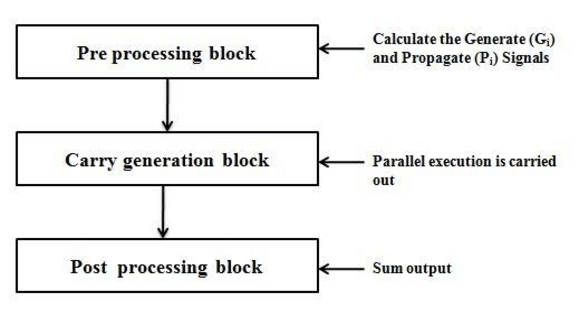 Pre processing block
Calculate the Generate (Gi)
and Propagate (Pi) Signals
Carry generation block
Parallel execution is carried
out
Post processing block
Sum output